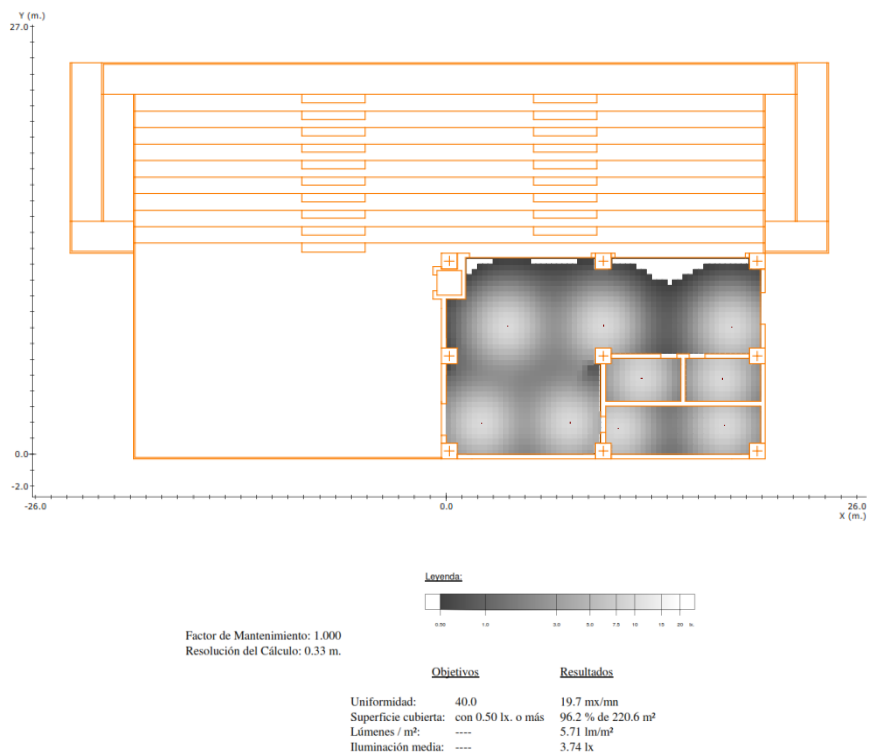 Y (m.)
27.0
0.0
-2.0
-26.0 0.0 26.0
X (m.)
Leyenda:
0.50 1.0 3.0 5.0 7.5 10 15 20 lx.
Factor de Mantenimiento: 1.000
Resolución del Cálculo: 0.33 m.
Objetivos Resultados
Uniformidad: 40.0 19.7 mx/mn
Superficie cubierta: con 0.50 lx. o más 96.2 % de 220.6 m²
Lúmenes / m²: ---- 5.71 lm/m²
Iluminación media: ---- 3.74 lx